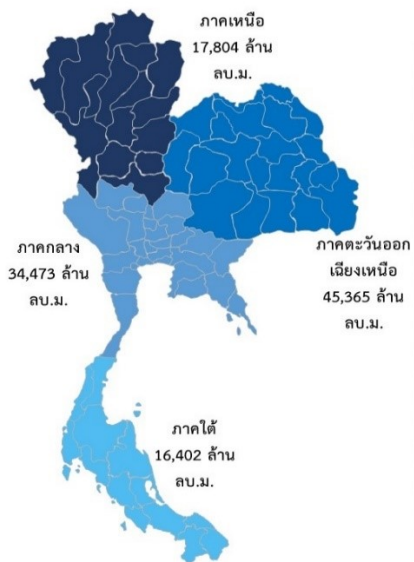 ภาคเหนือ
17,804 ล้าน
ลบ.ม.
ภาคกลาง
34,473 ล้าน
ลบ.ม.
ภาคตะวันออก
เฉียงเหนือ
45,365 ล้าน
ลบ.ม.
ภาคใต้
16,402 ล้าน
ลบ.ม.